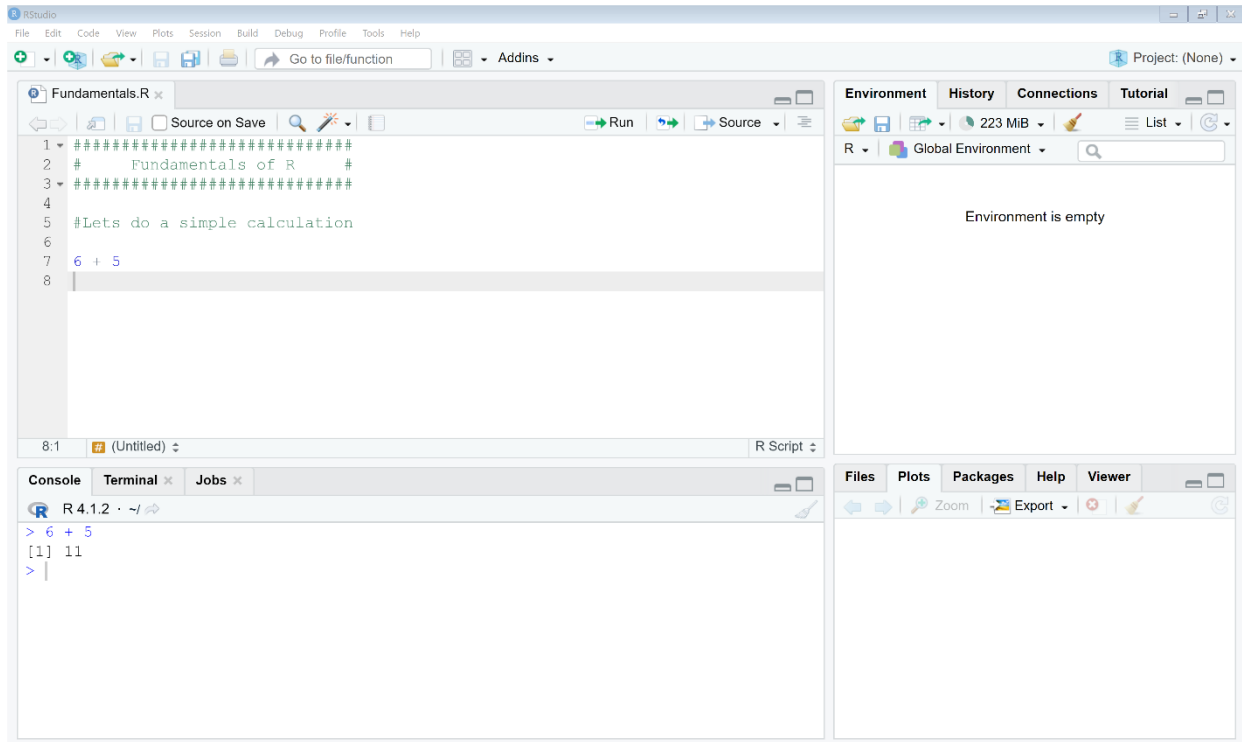 RStudio
File Edit Code View Plots Session Build Debug Profile Tools Help
Go to file/function Addins Project: (None)
Fundamentals.R
Source on Save Run Source
1 #############################
2 #     Fundamentals of R     #
3 #############################
4
5 #Lets do a simple calculation
6
7 6 + 5
8
8:1 # (Untitled) R Script
Console Terminal Jobs
R R 4.1.2 · ~/
> 6 + 5
[1] 11
>
Environment History Connections Tutorial
223 MiB List
R Global Environment
Environment is empty
Files Plots Packages Help Viewer
Zoom Export